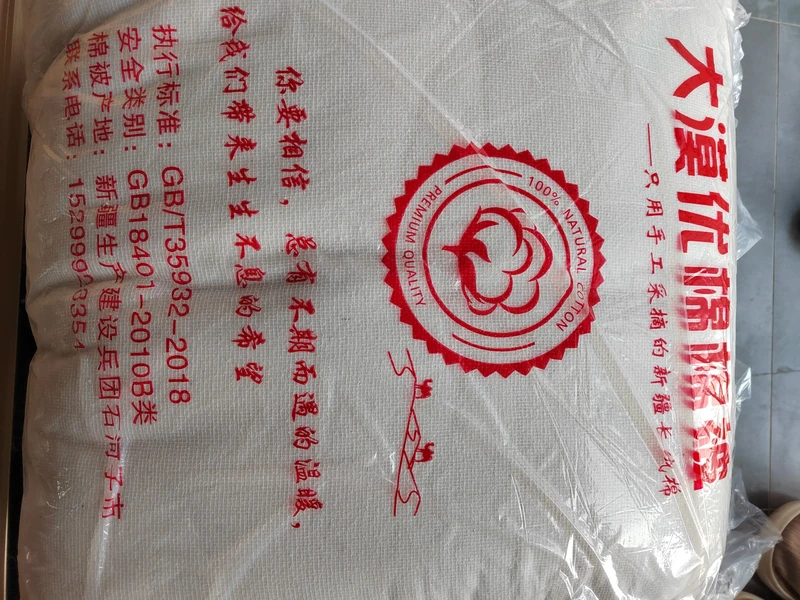 大漠优棉
——只用手工采摘的新疆长绒棉
100% NATURAL COTTON
PREMIUM QUALITY
你要相信，总有不期而遇的温暖，
给我们带来生生不息的希望
执行标准：GB/T35932-2018
安全类别：GB18401-2010B类
棉被产地：新疆生产建设兵团石河子市
联系电话：